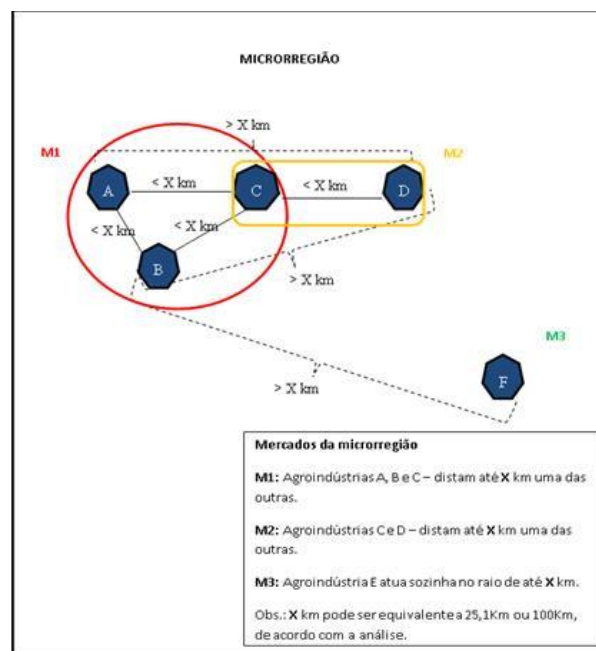 MICRORREGIÃO
> X km
M1
M2
A
< X km
C
< X km
D
< X km
< X km
B
> X km
M3
F
> X km
Mercados da microrregião
M1: Agroindústrias A, B e C – distam até X km uma das
outras.
M2: Agroindústrias C e D – distam até X km uma das
outras.
M3: Agroindústria E atua sozinha no raio de até X km.
Obs.: X km pode ser equivalente a 25,1Km ou 100Km,
de acordo com a análise.